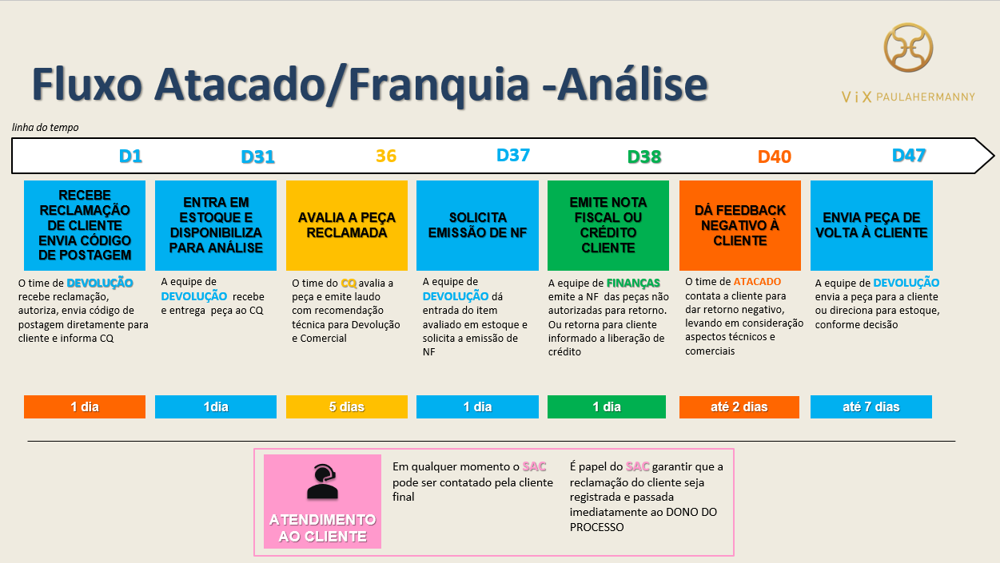 Fluxo Atacado/Franquia -Análise
ViX PAULAHERMANNY
linha do tempo
D1
D31
36
D37
D38
D40
D47
RECEBE
RECLAMAÇÃO
DE CLIENTE
ENVIA CÓDIGO
DE POSTAGEM
ENTRA EM
ESTOQUE E
DISPONIBILIZA
PARA ANÁLISE
AVALIA A PEÇA
RECLAMADA
SOLICITA
EMISSÃO DE NF
EMITE NOTA
FISCAL OU
CRÉDITO
CLIENTE
DÁ FEEDBACK
NEGATIVO À
CLIENTE
ENVIA PEÇA DE
VOLTA À CLIENTE
O time de DEVOLUÇÃO
recebe reclamação,
autoriza, envia código de
postagem diretamente para
cliente e informa CQ
A equipe de
DEVOLUÇÃO recebe
e entrega peça ao CQ
O time do CQ avalia a
peça e emite laudo
com recomendação
técnica para Devolução
e Comercial
A equipe de
DEVOLUÇÃO dá
entrada do item
avaliado em estoque e
solicita a emissão de
NF
A equipe de FINANÇAS
emite a NF das peças não
autorizadas para retorno.
Ou retorna para cliente
informado a liberação de
crédito
O time de ATACADO
contata a cliente para
dar retorno negativo,
levando em consideração
aspectos técnicos e
comerciais
A equipe de DEVOLUÇÃO
envia a peça para a cliente
ou direciona para estoque,
conforme decisão
1 dia
1dia
5 dias
1 dia
1 dia
até 2 dias
até 7 dias
ATENDIMENTO
AO CLIENTE
Em qualquer momento o SAC
pode ser contatado pela cliente
final
É papel do SAC garantir que a
reclamação do cliente seja
registrada e passada
imediatamente ao DONO DO
PROCESSO